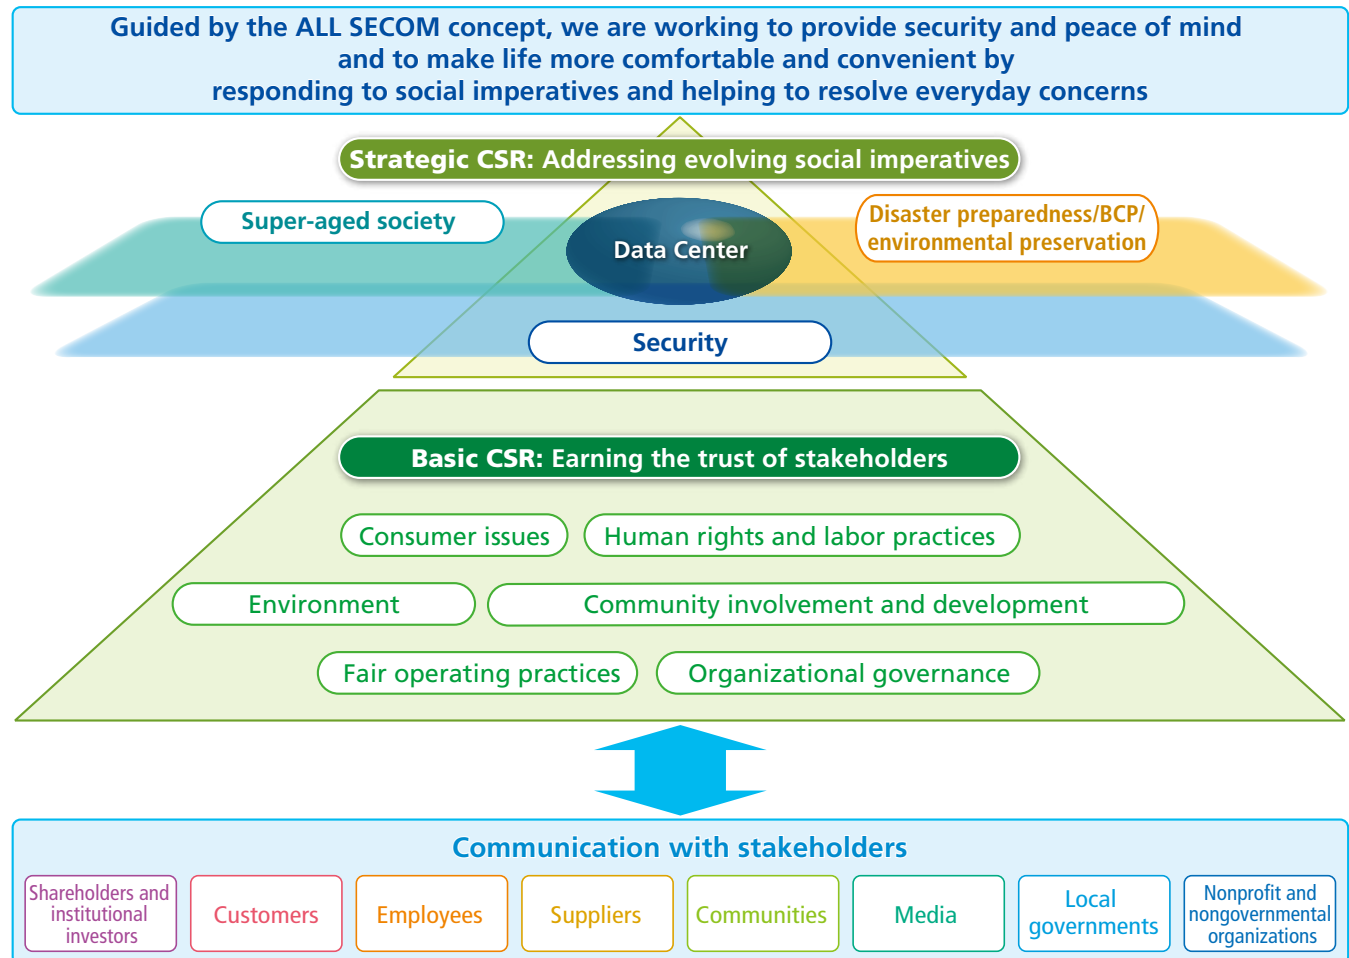 Guided by the ALL SECOM concept, we are working to provide security and peace of mind
and to make life more comfortable and convenient by
responding to social imperatives and helping to resolve everyday concerns
Strategic CSR: Addressing evolving social imperatives
Super-aged society
Disaster preparedness/BCP/
environmental preservation
Data Center
Security
Basic CSR: Earning the trust of stakeholders
Consumer issues
Human rights and labor practices
Environment
Community involvement and development
Fair operating practices
Organizational governance
Communication with stakeholders
Shareholders and
institutional
investors
Customers
Employees
Suppliers
Communities
Media
Local
governments
Nonprofit and
nongovernmental
organizations